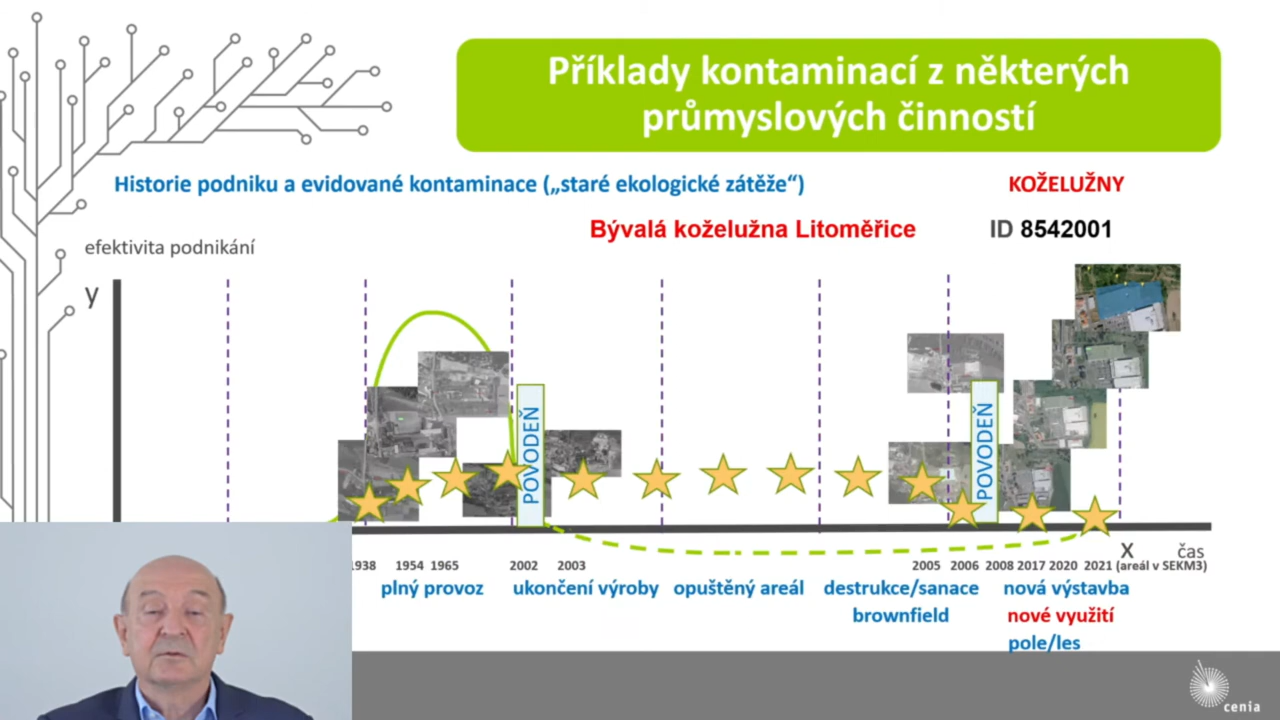 Příklady kontaminací z některých
průmyslových činností
Historie podniku a evidované kontaminace („staré ekologické zátěže“)
KOŽELUŽNY
Bývalá koželužna Litoměřice
ID 8542001
efektivita podnikání
y
POVODEŇ
POVODEŇ
x
čas
1938 1954 1965 2002 2003 2005 2006 2008 2017 2020 2021 (areál v SEKM3)
plný provoz
ukončení výroby
opuštěný areál
destrukce/sanace
brownfield
nová výstavba
nové využití
pole/les
cenia